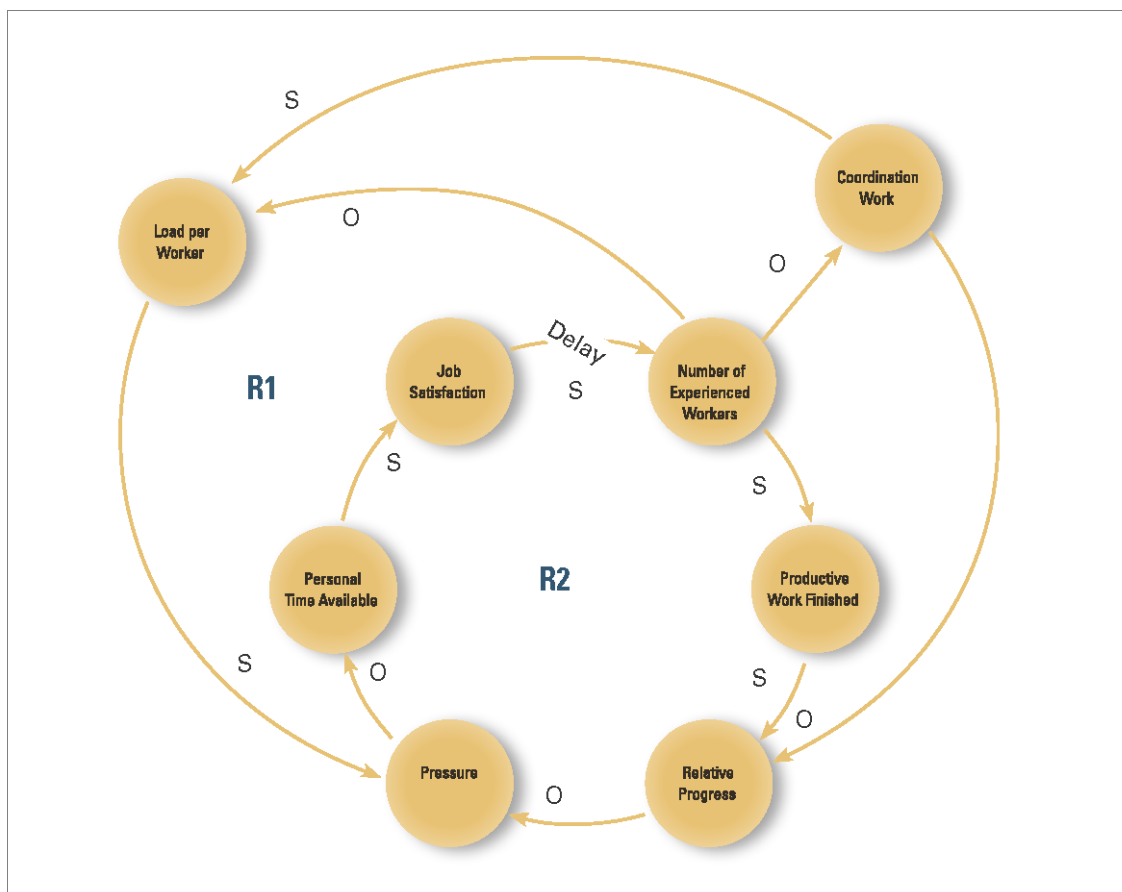 S
Coordination
Work
O
Load per
Worker
O
Delay
Job
Satisfaction
Number of
Experienced
Workers
R1
S
S
S
Personal
Time Available
R2
Productive
Work Finished
S
O
S
O
Pressure
Relative
Progress
O